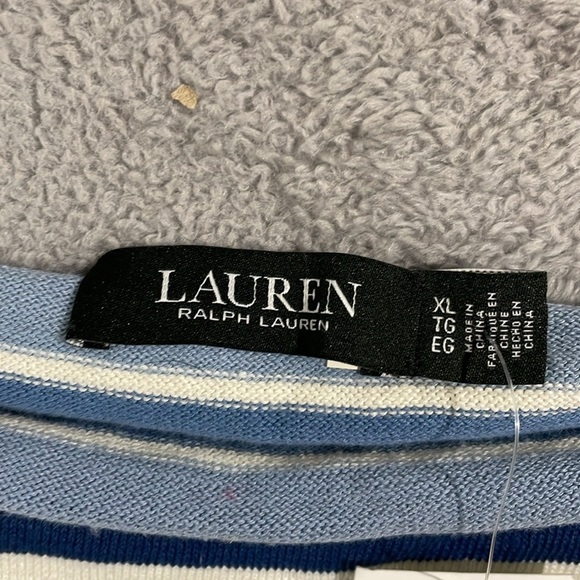 LAUREN
RALPH LAUREN
XL
TG
EG
MADE IN
CHINA
FABRIQUÉ EN
CHINE
HECHO EN
CHINA